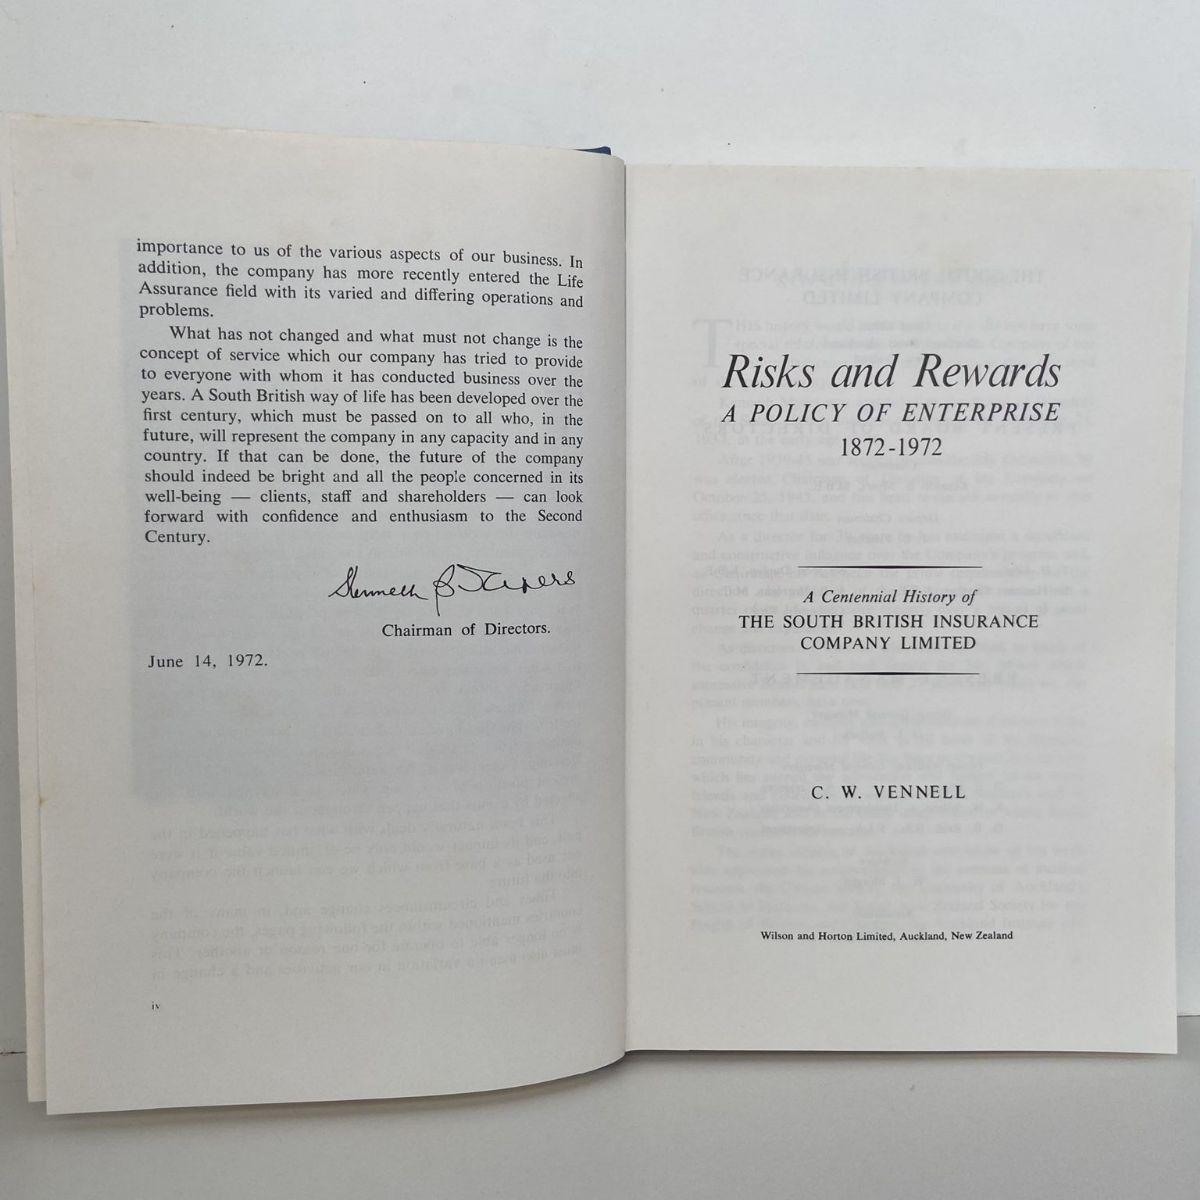 importance to us of the various aspects of our business. In
addition, the company has more recently entered the Life
Assurance field with its varied and differing operations and
problems.
What has not changed and what must not change is the
concept of service which our company has tried to provide
to everyone with whom it has conducted business over the
years. A South British way of life has been developed over the
first century, which must be passed on to all who, in the
future, will represent the company in any capacity and in any
country. If that can be done, the future of the company
should indeed be bright and all the people concerned in its
well-being — clients, staff and shareholders — can look
forward with confidence and enthusiasm to the Second
Century.
Kenneth B
Chairman of Directors.
June 14, 1972.
iv
Risks and Rewards
A POLICY OF ENTERPRISE
1872-1972
A Centennial History of
THE SOUTH BRITISH INSURANCE
COMPANY LIMITED
C. W. VENNELL
Wilson and Horton Limited, Auckland, New Zealand